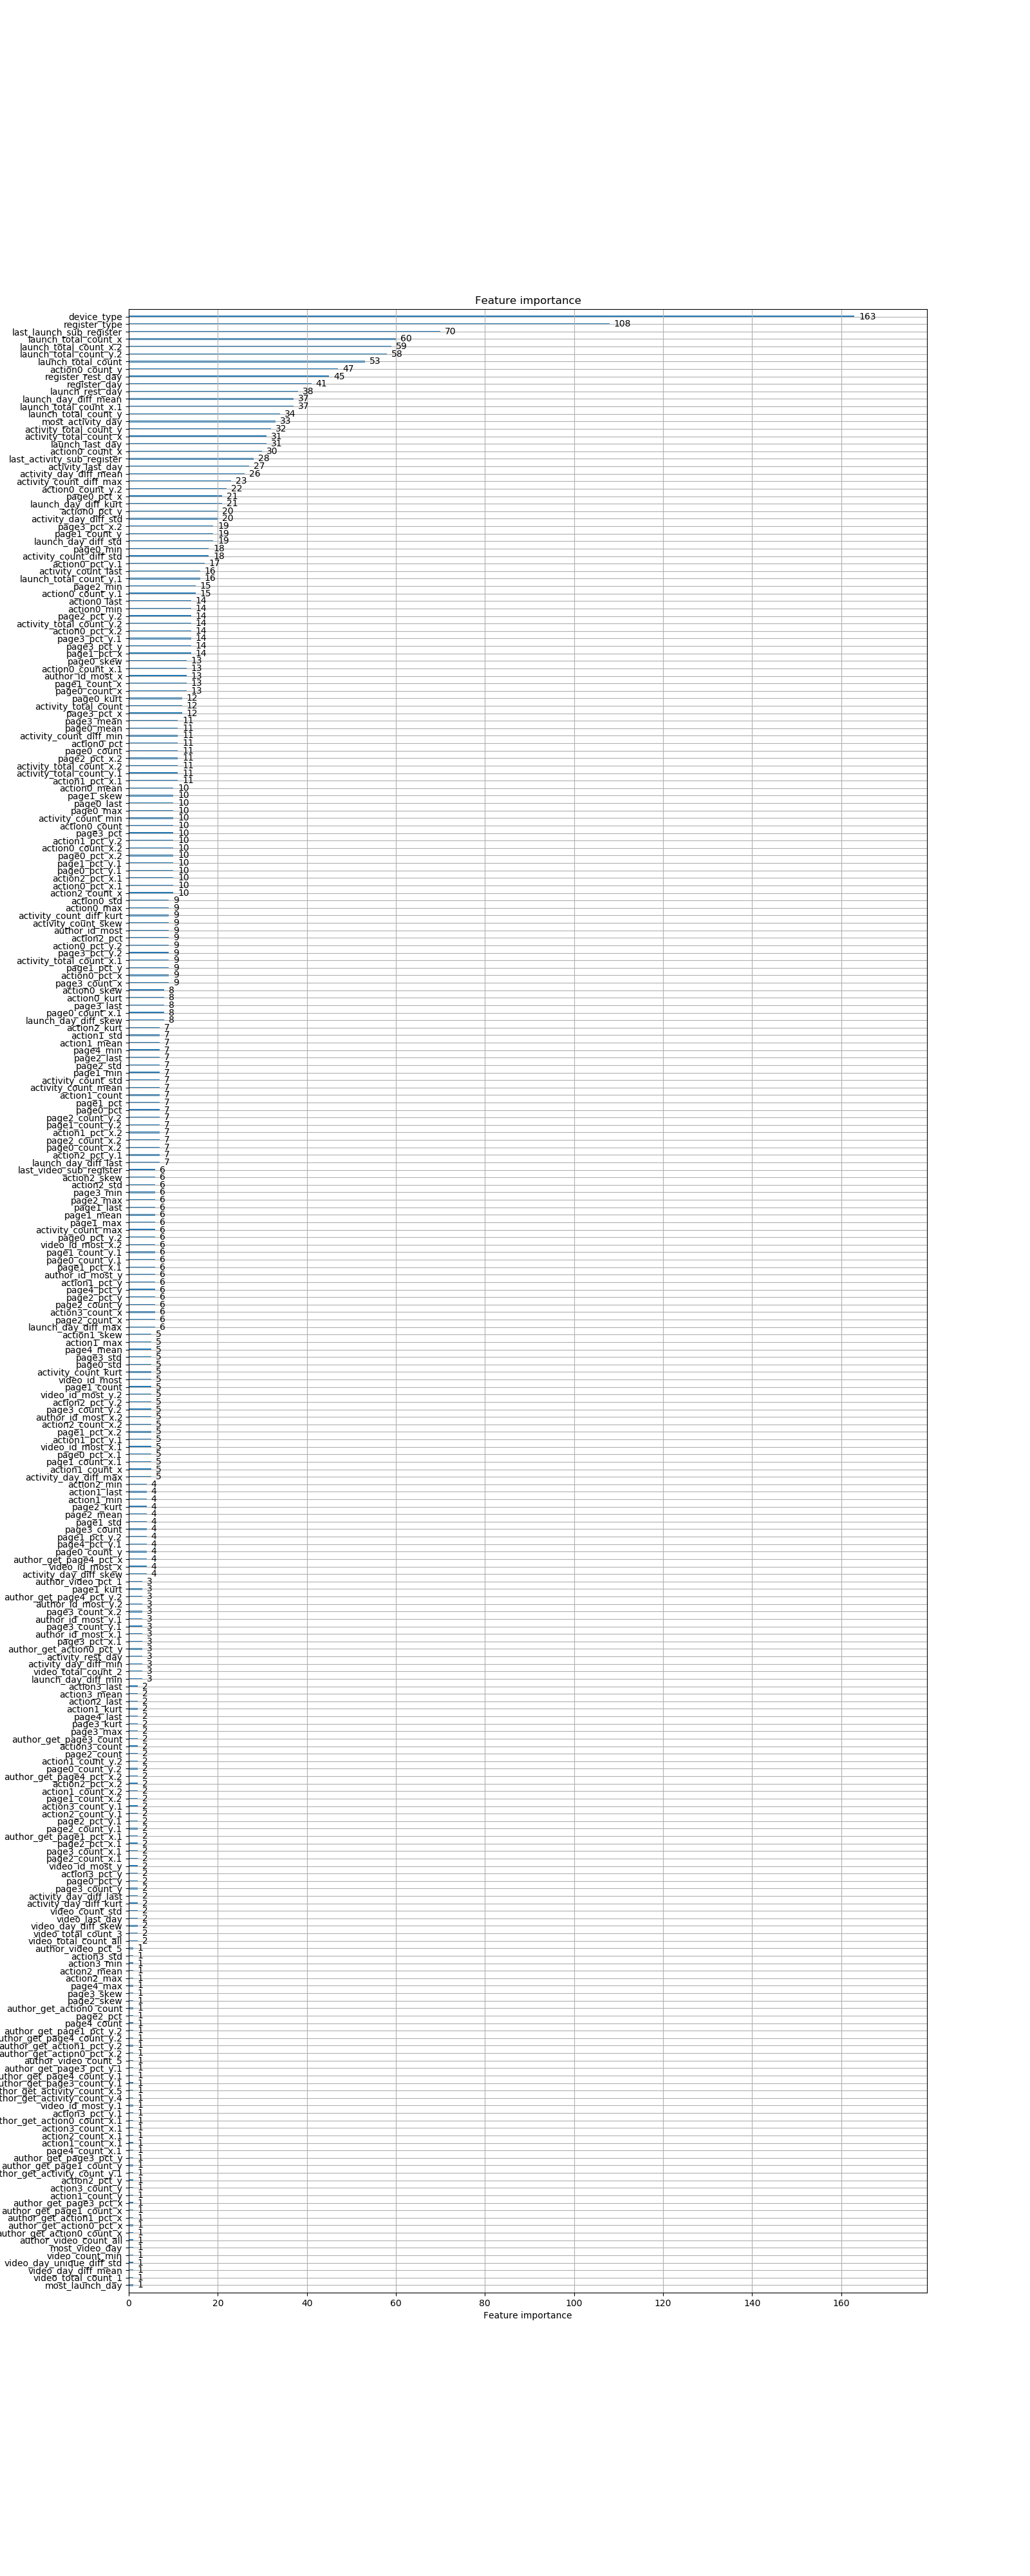 Feature importance
device_type 163
register_type 108
last_launch_sub_register 70
launch_total_count_x 60
launch_total_count_x.2 59
launch_total_count_y.2 58
launch_total_count 53
action0_count_y 47
register_rest_day 45
register_day 41
launch_rest_day 38
launch_day_diff_mean 37
launch_total_count_x.1 37
launch_total_count_y 34
most_activity_day 33
activity_total_count_y 32
activity_total_count_x 31
launch_last_day 31
action0_count_x 30
last_activity_sub_register 28
activity_last_day 27
activity_day_diff_mean 26
activity_count_diff_max 23
action0_count_y.2 22
page0_pct_x 21
launch_day_diff_kurt 21
action0_pct_y 20
activity_day_diff_std 20
page3_pct_x.2 19
page1_count_y 19
launch_day_diff_std 19
page0_min 18
activity_count_diff_std 18
action0_pct_y.1 17
activity_count_last 16
launch_total_count_y.1 16
page2_min 15
action0_count_y.1 15
action0_last 14
action0_min 14
page2_pct_y.2 14
activity_total_count_y.2 14
action0_pct_x.2 14
page3_pct_y.1 14
page3_pct_y 14
page1_pct_x 14
page0_skew 13
action0_count_x.1 13
author_id_most_x 13
page1_count_x 13
page0_count_x 13
page0_kurt 12
activity_total_count 12
page3_pct_x 12
page3_mean 11
page0_mean 11
activity_count_diff_min 11
action0_pct 11
page0_count 11
page2_pct_x.2 11
activity_total_count_x.2 11
activity_total_count_y.1 11
action1_pct_x.1 11
action0_mean 10
page1_skew 10
page0_last 10
page0_max 10
activity_count_min 10
action0_count 10
page3_pct 10
action1_pct_y.2 10
action0_count_x.2 10
page0_pct_x.2 10
page1_pct_y.1 10
page0_pct_y.1 10
action2_pct_x.1 10
action0_pct_x.1 10
action2_count_x 10
action0_std 9
action0_max 9
activity_count_diff_kurt 9
activity_count_skew 9
author_id_most 9
action2_pct 9
action0_pct_y.2 9
page3_pct_y.2 9
activity_total_count_x.1 9
page1_pct_y 9
action0_pct_x 9
page3_count_x 9
action0_skew 8
action0_kurt 8
page3_last 8
page0_count_x.1 8
launch_day_diff_skew 8
action2_kurt 7
action1_std 7
action1_mean 7
page4_min 7
page2_last 7
page2_std 7
page1_min 7
activity_count_std 7
activity_count_mean 7
action1_count 7
page1_pct 7
page0_pct 7
page2_count_y.2 7
page1_count_y.2 7
action1_pct_x.2 7
page2_count_x.2 7
page0_count_x.2 7
action2_pct_y.1 7
launch_day_diff_last 7
last_video_sub_register 6
action2_skew 6
action2_std 6
page3_min 6
page2_max 6
page1_last 6
page1_mean 6
page1_max 6
activity_count_max 6
page0_pct_y.2 6
video_id_most_x.2 6
page1_count_y.1 6
page0_count_y.1 6
page1_pct_x.1 6
author_id_most_y 6
action1_pct_y 6
page4_pct_y 6
page2_pct_y 6
page2_count_y 6
action3_count_x 6
page2_count_x 6
launch_day_diff_max 6
action1_skew 5
action1_max 5
page4_mean 5
page3_std 5
page0_std 5
activity_count_kurt 5
video_id_most 5
page1_count 5
video_id_most_y.2 5
action2_pct_y.2 5
page3_count_y.2 5
author_id_most_x.2 5
action2_count_x.2 5
page1_pct_x.2 5
action1_pct_y.1 5
video_id_most_x.1 5
page0_pct_x.1 5
page1_count_x.1 5
action1_count_x 5
activity_day_diff_max 5
action2_min 4
action1_last 4
action1_min 4
page2_kurt 4
page2_mean 4
page1_std 4
page3_count 4
page1_pct_y.2 4
page4_pct_y.1 4
page0_count_y 4
author_get_page4_pct_x 4
video_id_most_x 4
activity_day_diff_skew 4
author_video_pct_1 3
page1_kurt 3
author_get_page4_pct_y.2 3
author_id_most_y.2 3
page3_count_x.2 3
author_id_most_y.1 3
page3_count_y.1 3
author_id_most_x.1 3
page3_pct_x.1 3
author_get_action0_pct_y 3
activity_rest_day 3
activity_day_diff_min 3
video_total_count_2 3
launch_day_diff_min 3
action3_last 2
action3_mean 2
action2_last 2
action1_kurt 2
page4_last 2
page3_kurt 2
page3_max 2
author_get_page3_count 2
action3_count 2
page2_count 2
action1_count_y.2 2
page0_count_y.2 2
author_get_page4_pct_x.2 2
action2_pct_x.2 2
action1_count_x.2 2
page1_count_x.2 2
action3_count_y.1 2
action2_count_y.1 2
page2_pct_y.1 2
page2_count_y.1 2
author_get_page1_pct_x.1 2
page2_pct_x.1 2
page3_count_x.1 2
page2_count_x.1 2
video_id_most_y 2
action3_pct_y 2
page0_pct_y 2
page3_count_y 2
activity_day_diff_last 2
activity_day_diff_kurt 2
video_count_std 2
video_last_day 2
video_day_diff_skew 2
video_total_count_3 2
video_total_count_all 2
author_video_pct_5 1
action3_std 1
action3_min 1
action2_mean 1
action2_max 1
page4_max 1
page3_skew 1
page2_skew 1
author_get_action0_count 1
page2_pct 1
page4_count 1
author_get_page1_pct_y.2 1
uthor_get_page4_count_y.2 1
author_get_action1_pct_y.2 1
author_get_action0_pct_x.2 1
author_video_count_5 1
author_get_page3_pct_y.1 1
author_get_page4_count_y.1 1
uthor_get_page3_count_y.1 1
hor_get_activity_count_x.5 1
hor_get_activity_count_y.4 1
video_id_most_y.1 1
action3_pct_y.1 1
thor_get_action0_count_x.1 1
action3_count_x.1 1
action2_count_x.1 1
action1_count_x.1 1
page4_count_x.1 1
author_get_page3_pct_y 1
author_get_page1_count_y 1
hor_get_activity_count_y.1 1
action2_pct_y 1
action3_count_y 1
action1_count_y 1
author_get_page3_pct_x 1
author_get_page1_count_x 1
author_get_action1_pct_x 1
author_get_action0_pct_x 1
author_get_action0_count_x 1
author_video_count_all 1
most_video_day 1
video_count_min 1
video_day_unique_diff_std 1
video_day_diff_mean 1
video_total_count_1 1
most_launch_day 1
0 20 40 60 80 100 120 140 160
Feature importance